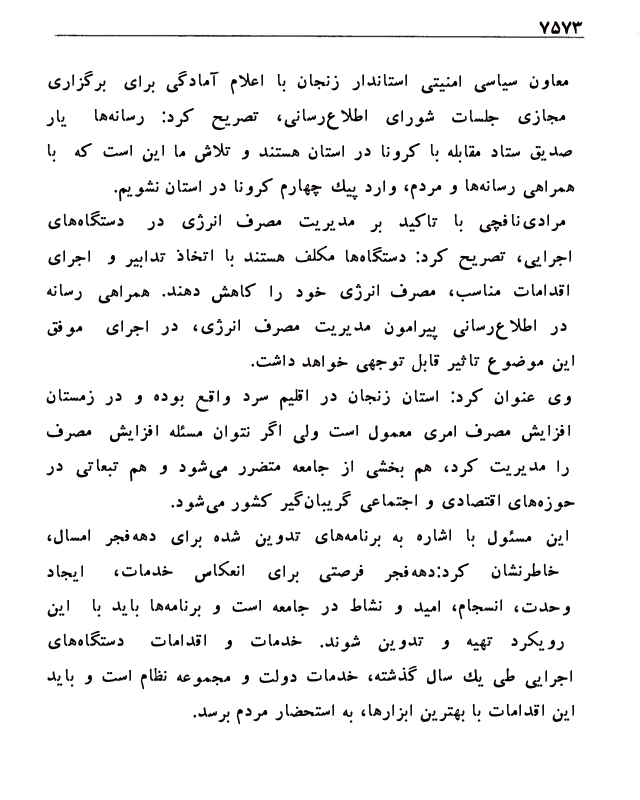 ۷۵۷۳
معاون سیاسی امنیتی استاندار زنجان با اعلام آمادگی برای برگزاری
مجازی جلسات شورای اطلاع‌رسانی، تصریح کرد: رسانه‌ها یار
صدیق ستاد مقابله با کرونا در استان هستند و تلاش ما این است که با
همراهی رسانه‌ها و مردم، وارد پیك چهارم کرونا در استان نشویم.
مرادی‌نافچی با تاکید بر مدیریت مصرف انرژی در دستگاه‌های
اجرایی، تصریح کرد: دستگاه‌ها مکلف هستند با اتخاذ تدابیر و اجرای
اقدامات مناسب، مصرف انرژی خود را کاهش دهند. همراهی رسانه
در اطلاع‌رسانی پیرامون مدیریت مصرف انرژی، در اجرای موفق
این موضوع تاثیر قابل توجهی خواهد داشت.
وی عنوان کرد: استان زنجان در اقلیم سرد واقع بوده و در زمستان
افزایش مصرف امری معمول است ولی اگر نتوان مسئله افزایش مصرف
را مدیریت کرد، هم بخشی از جامعه متضرر می‌شود و هم تبعاتی در
حوزه‌های اقتصادی و اجتماعی گریبان‌گیر کشور می‌شود.
این مسئول با اشاره به برنامه‌های تدوین شده برای دهه‌فجر امسال،
خاطرنشان کرد:دهه‌فجر فرصتی برای انعکاس خدمات، ایجاد
وحدت، انسجام، امید و نشاط در جامعه است و برنامه‌ها باید با این
رویکرد تهیه و تدوین شوند. خدمات و اقدامات دستگاه‌های
اجرایی طی یك سال گذشته، خدمات دولت و مجموعه نظام است و باید
این اقدامات با بهترین ابزارها، به استحضار مردم برسد.